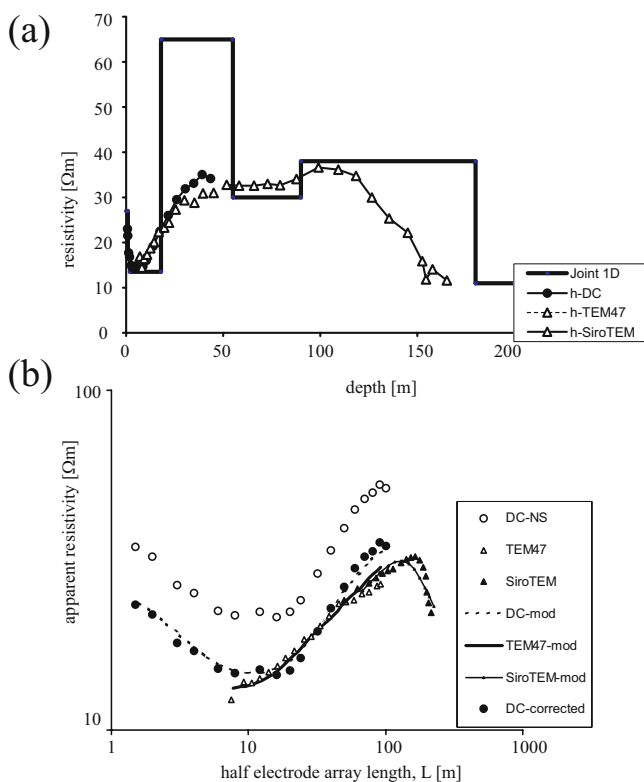 (a)
70
60
50
40
30
20
10
0
resistivity [Ωm]
0
50
100
150
200
depth [m]
Joint 1D
h-DC
h-TEM47
h-SiroTEM
(b)
100
10
apparent resistivity [Ωm]
1
10
100
1000
half electrode array length, L [m]
DC-NS
TEM47
SiroTEM
DC-mod
TEM47-mod
SiroTEM-mod
DC-corrected